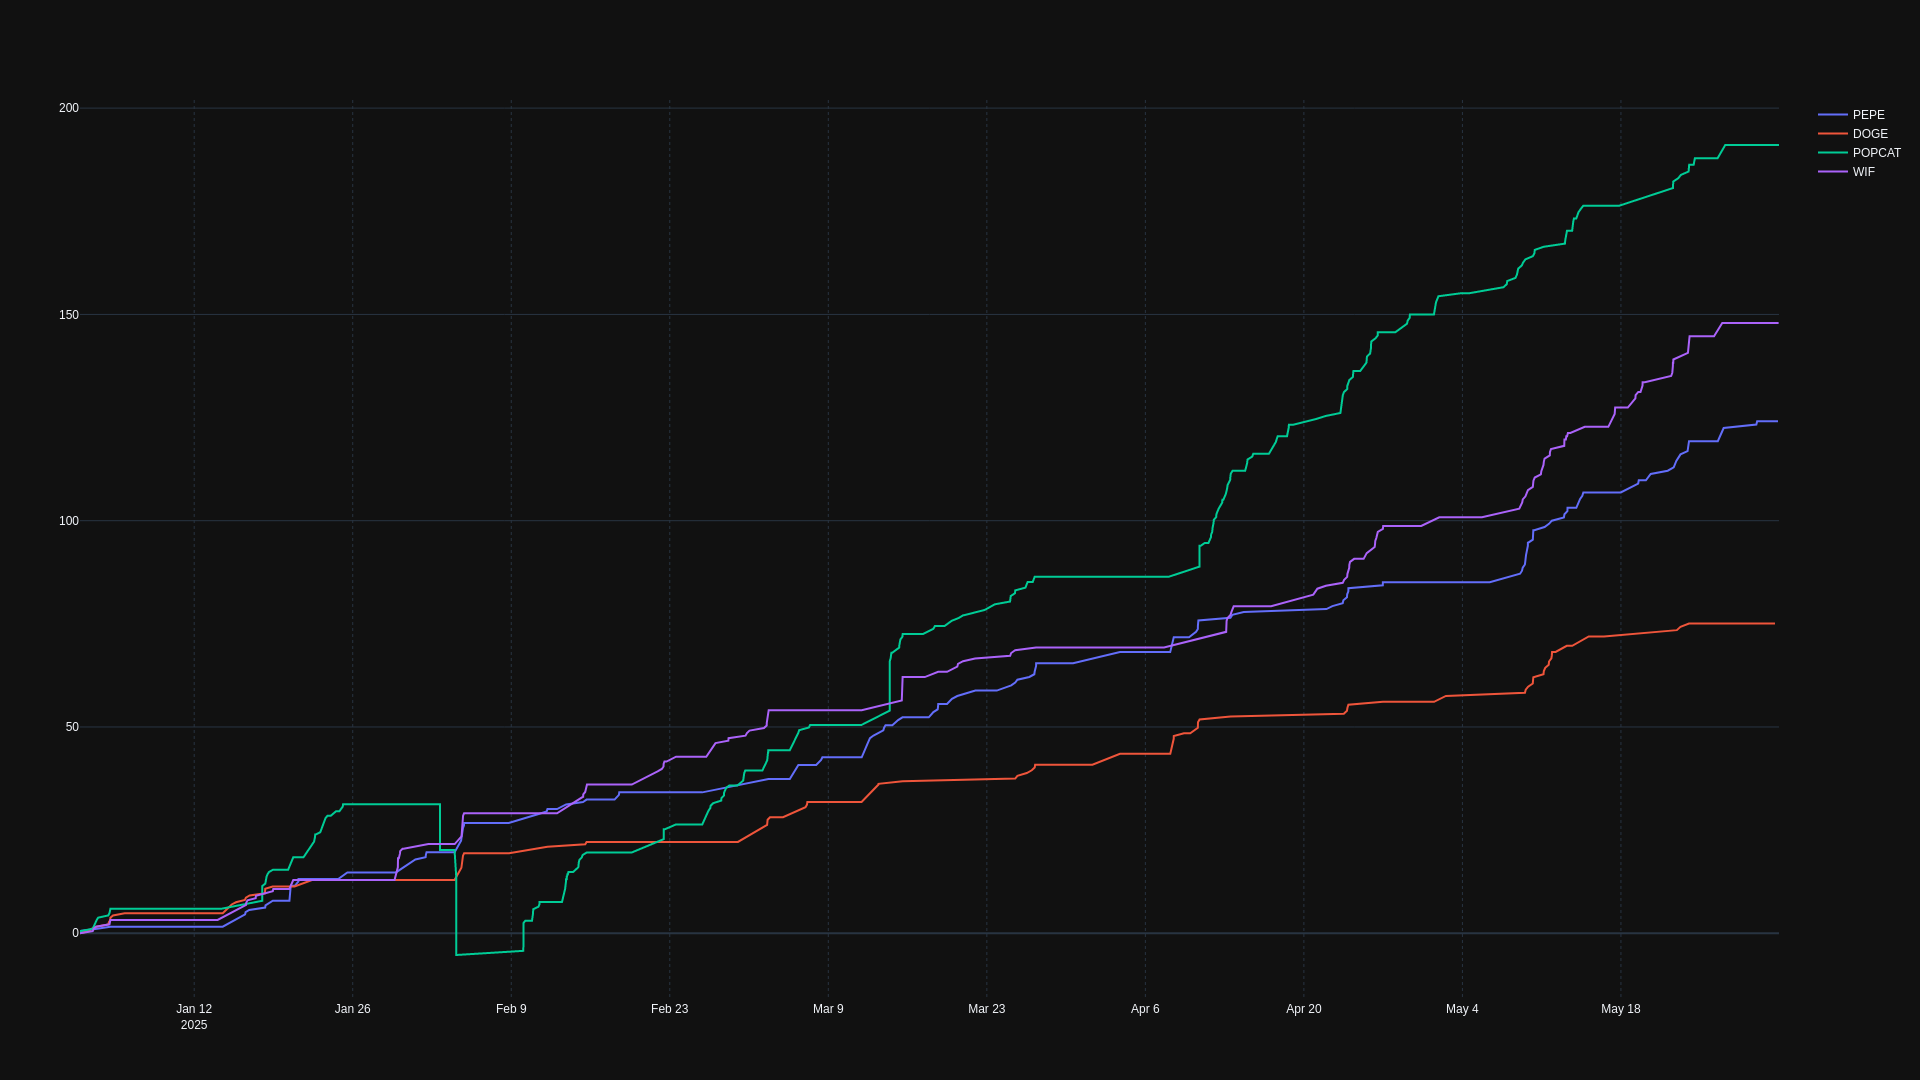 200
150
100
50
0
Jan 12
2025
Jan 26
Feb 9
Feb 23
Mar 9
Mar 23
Apr 6
Apr 20
May 4
May 18
PEPE
DOGE
POPCAT
WIF